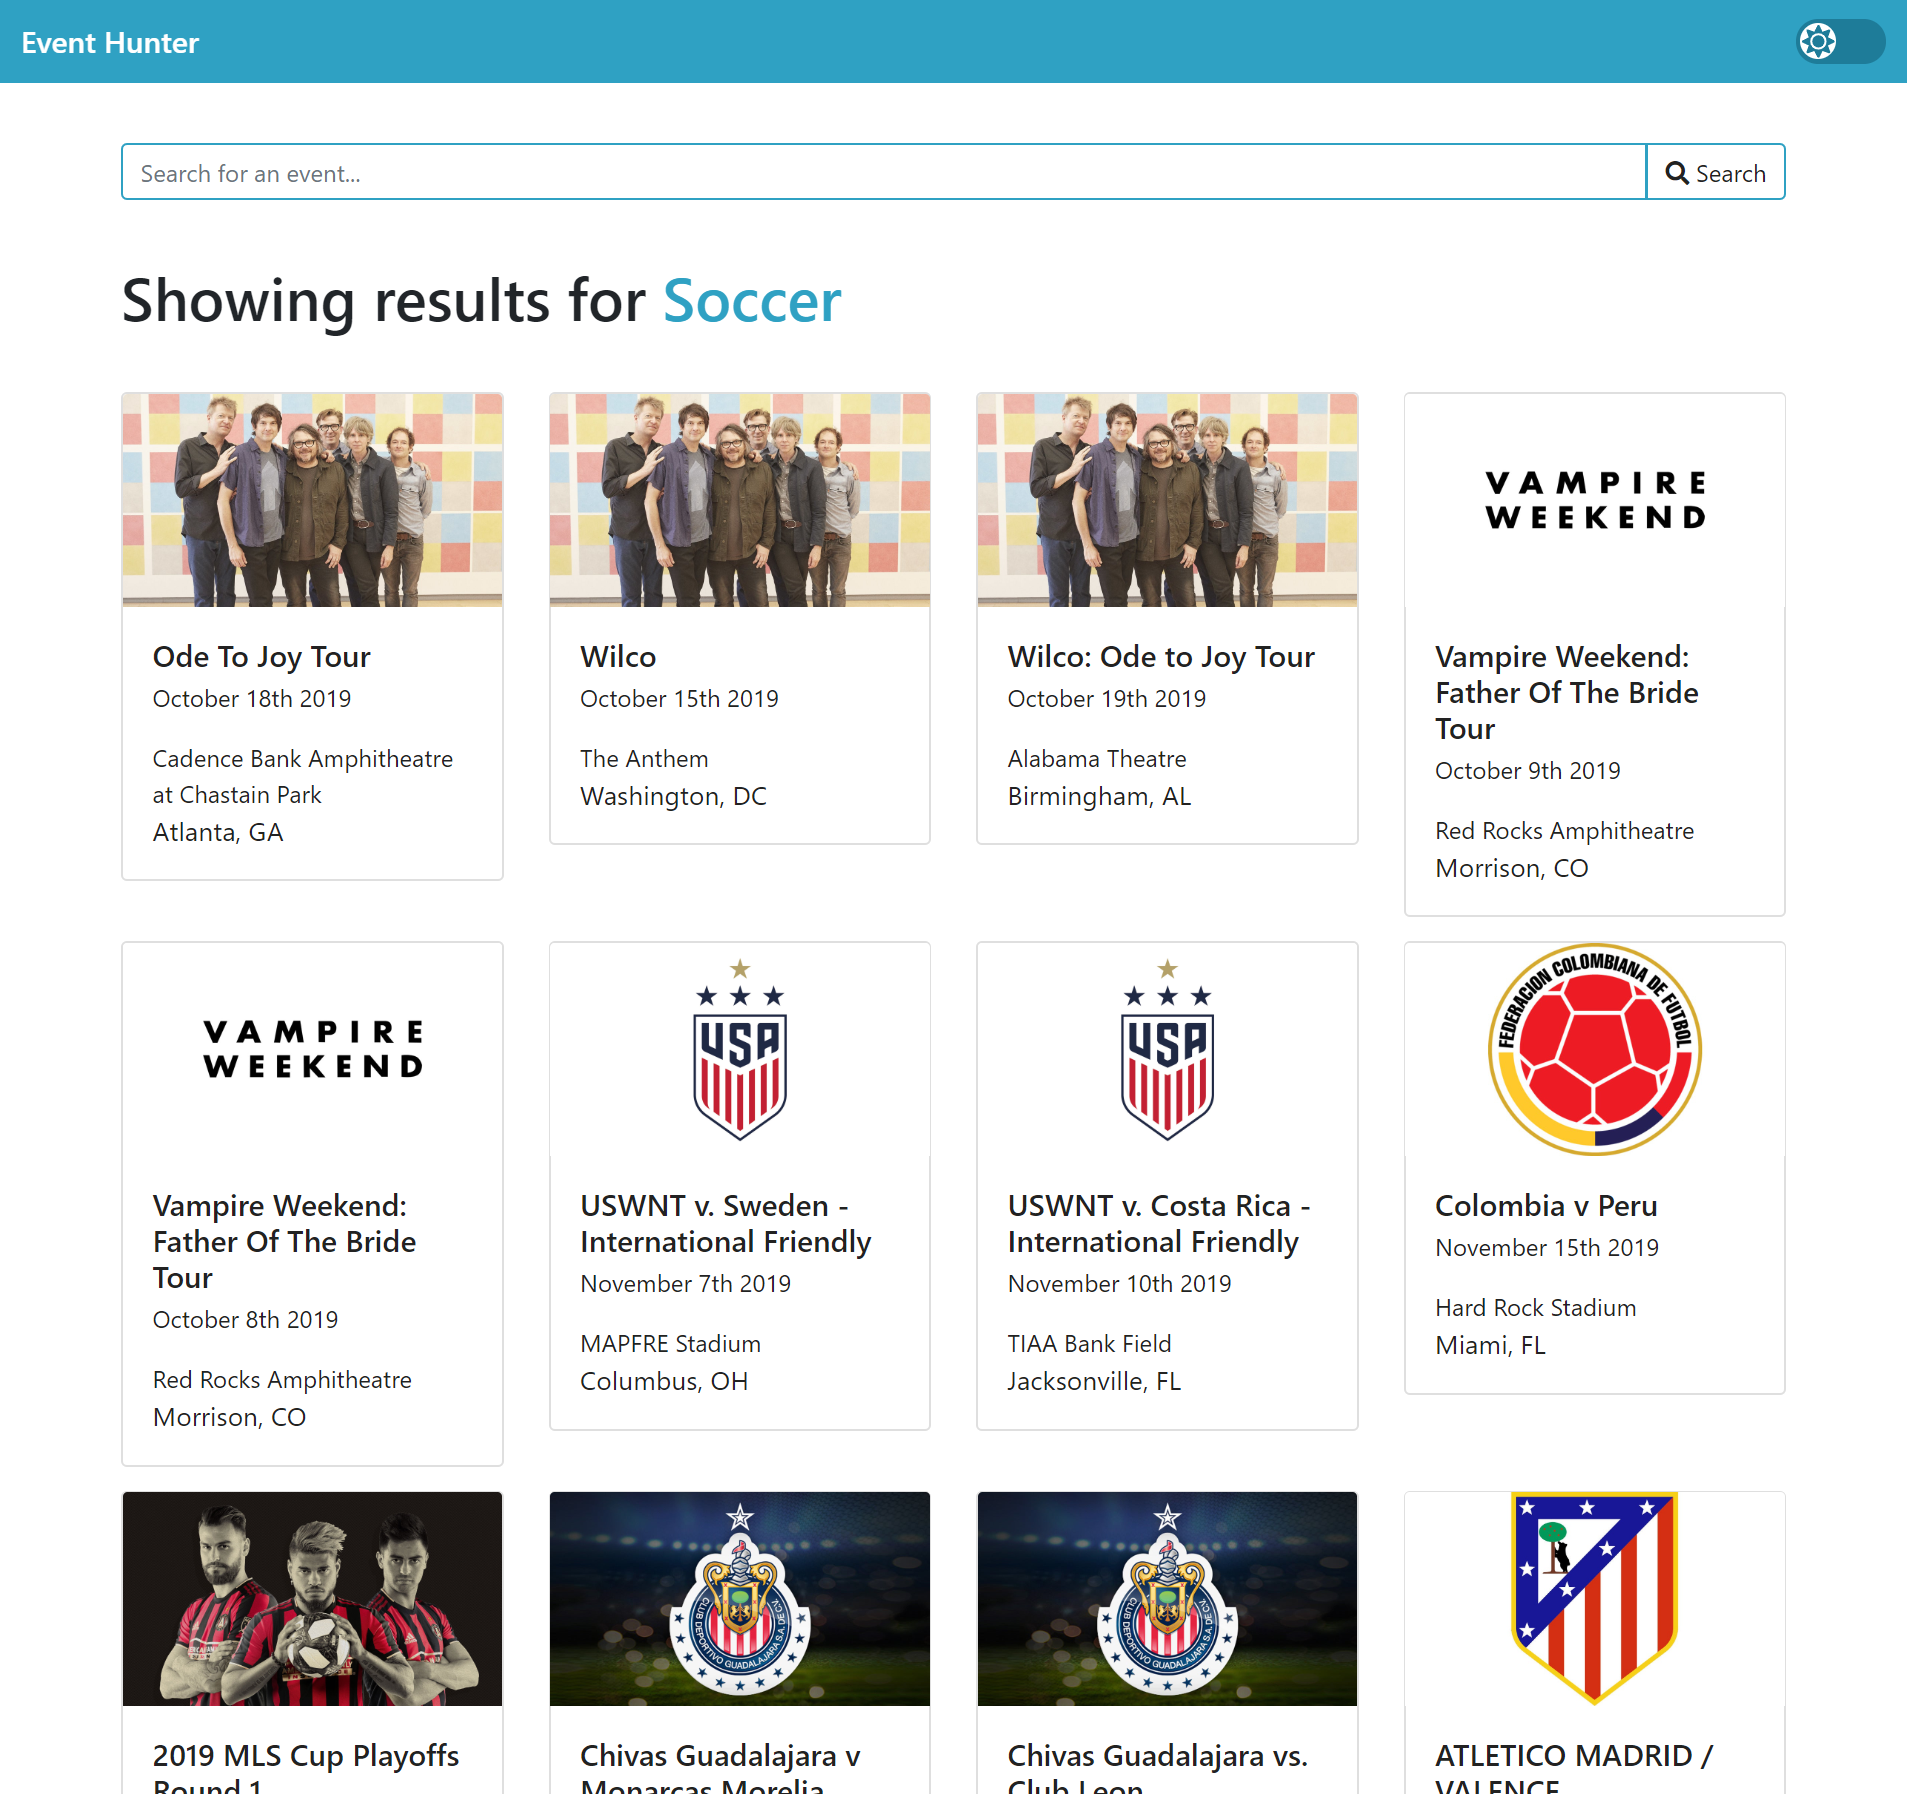 Event Hunter
Search for an event...
Search
Showing results for Soccer
VAMPIRE
WEEKEND
Ode To Joy Tour
October 18th 2019
Cadence Bank Amphitheatre
at Chastain Park
Atlanta, GA
Wilco
October 15th 2019
The Anthem
Washington, DC
Wilco: Ode to Joy Tour
October 19th 2019
Alabama Theatre
Birmingham, AL
Vampire Weekend:
Father Of The Bride
Tour
October 9th 2019
Red Rocks Amphitheatre
Morrison, CO
VAMPIRE
WEEKEND
Vampire Weekend:
Father Of The Bride
Tour
October 8th 2019
Red Rocks Amphitheatre
Morrison, CO
USA
USWNT v. Sweden -
International Friendly
November 7th 2019
MAPFRE Stadium
Columbus, OH
USA
USWNT v. Costa Rica -
International Friendly
November 10th 2019
TIAA Bank Field
Jacksonville, FL
FEDERACION COLOMBIANA DE FUTBOL
Colombia v Peru
November 15th 2019
Hard Rock Stadium
Miami, FL
2019 MLS Cup Playoffs
Round 1
CLUB DEPORTIVO GUADALAJARA S.A. DE C.V.
Chivas Guadalajara v
Monarcas Morelia
CLUB DEPORTIVO GUADALAJARA S.A. DE C.V.
Chivas Guadalajara vs.
Club Leon
ATLETICO MADRID /
VALENCE